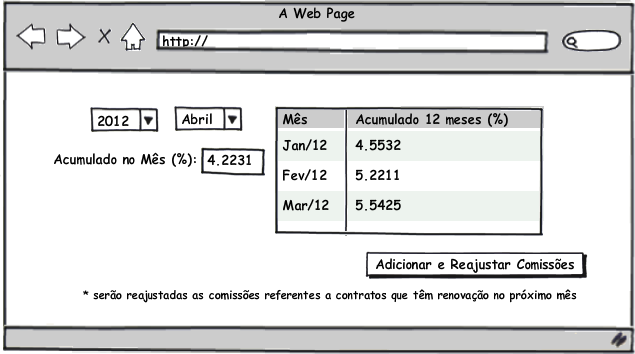 A Web Page
http://
2012 Abril
Acumulado no Mês (%): 4.2231
Mês Acumulado 12 meses (%)
Jan/12 4.5532
Fev/12 5.2211
Mar/12 5.5425
Adicionar e Reajustar Comissões
* serão reajustadas as comissões referentes a contratos que têm renovação no próximo mês